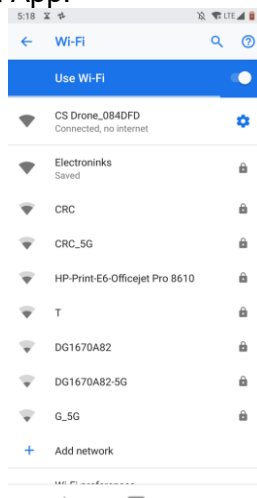 App.
5:18
LTE
Wi-Fi
Use Wi-Fi
CS Drone_084DFD
Connected, no internet
Electroninks
Saved
CRC
CRC_5G
HP-Print-E6-Officejet Pro 8610
T
DG1670A82
DG1670A82-5G
G_5G
Add network